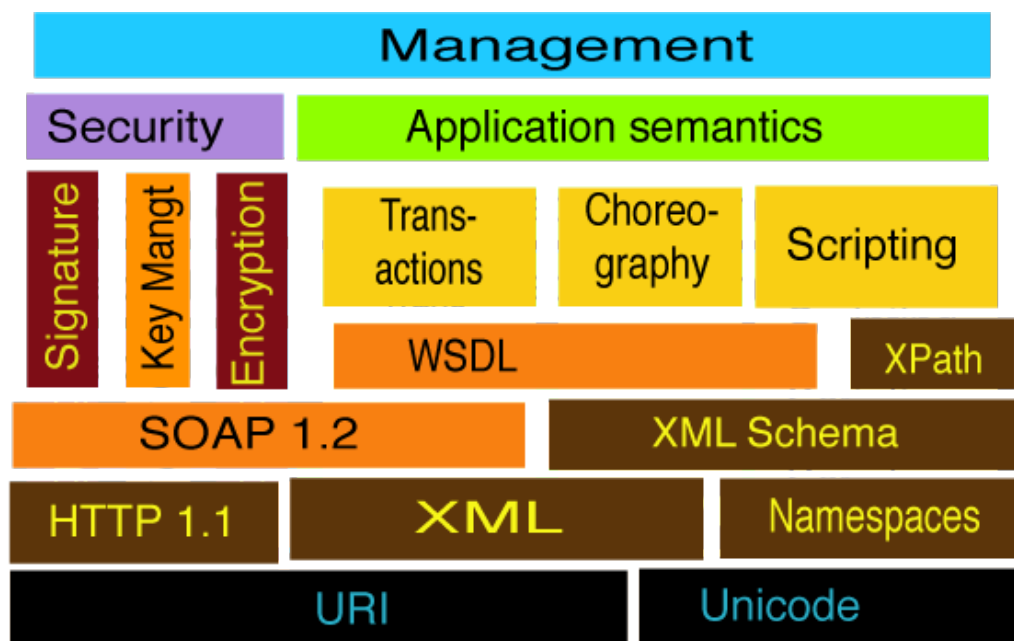 Management
Security
Application semantics
Signature
Key Mangt
Encryption
Trans-
actions
Choreo-
graphy
Scripting
WSDL
XPath
SOAP 1.2
XML Schema
HTTP 1.1
XML
Namespaces
URI
Unicode